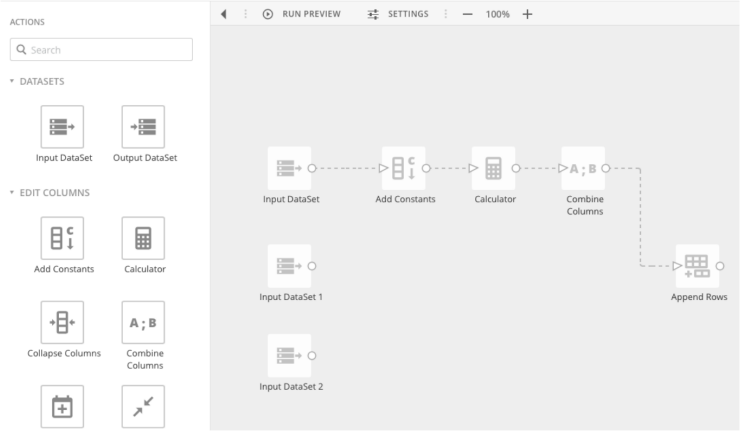 ACTIONS
RUN PREVIEW
SETTINGS
100%
Search
DATASETS
Input DataSet
Output DataSet
EDIT COLUMNS
Add Constants
Calculator
Collapse Columns
Combine
Columns
C
A ; B
Input DataSet
Add Constants
Calculator
Combine
Columns
C
A ; B
Input DataSet 1
Append Rows
Input DataSet 2